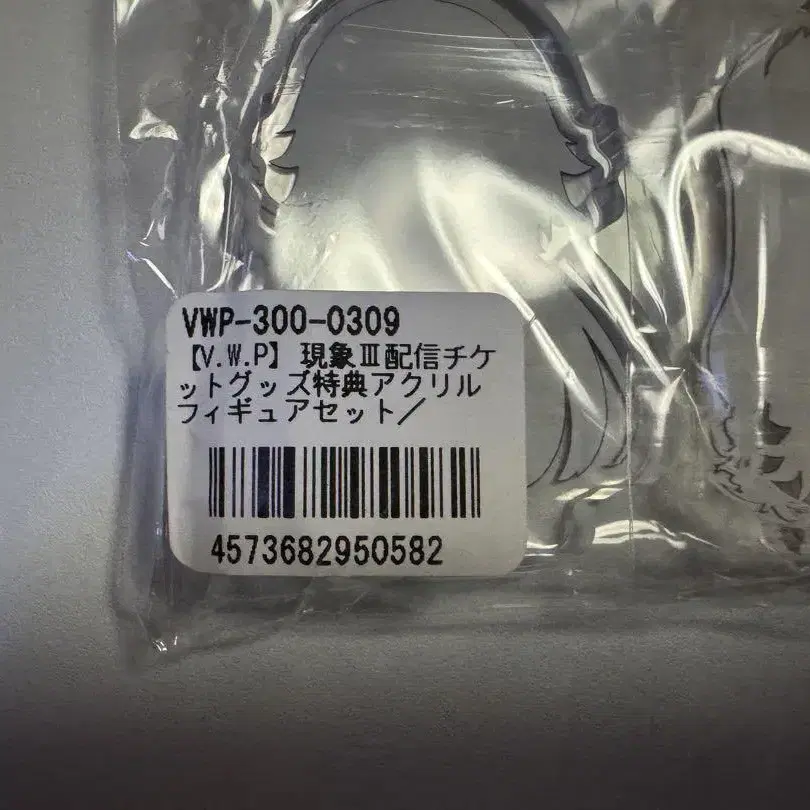 VWP-300-0309
【V.W.P】現象Ⅲ配信チケ
ットグッズ特典アクリル
フィギュアセット／
4573682950582